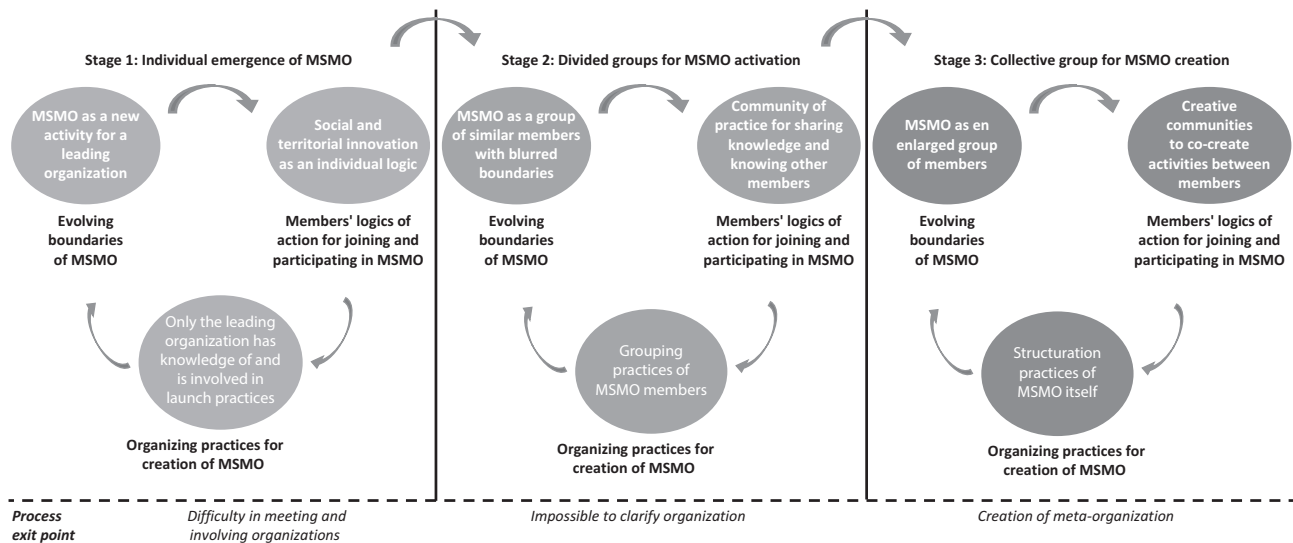 Stage 1: Individual emergence of MSMO
MSMO as a new
activity for a
leading
organization
Social and
territorial innovation
as an individual logic
Evolving
boundaries
of MSMO
Members' logics of
action for joining and
participating in MSMO
Only the leading
organization has
knowledge of and
is involved in
launch practices
Organizing practices for
creation of MSMO
Stage 2: Divided groups for MSMO activation
MSMO as a group
of similar members
with blurred
boundaries
Community of
practice for sharing
knowledge and
knowing other
members
Evolving
boundaries
of MSMO
Members' logics of
action for joining and
participating in MSMO
Grouping
practices of
MSMO members
Organizing practices for
creation of MSMO
Stage 3: Collective group for MSMO creation
MSMO as en
enlarged group
of members
Creative
communities
to co-create
activities between
members
Evolving
boundaries
of MSMO
Members' logics of
action for joining and
participating in MSMO
Structuration
practices of
MSMO itself
Organizing practices for
creation of MSMO
Process
exit point
Difficulty in meeting and
involving organizations
Impossible to clarify organization
Creation of meta-organization